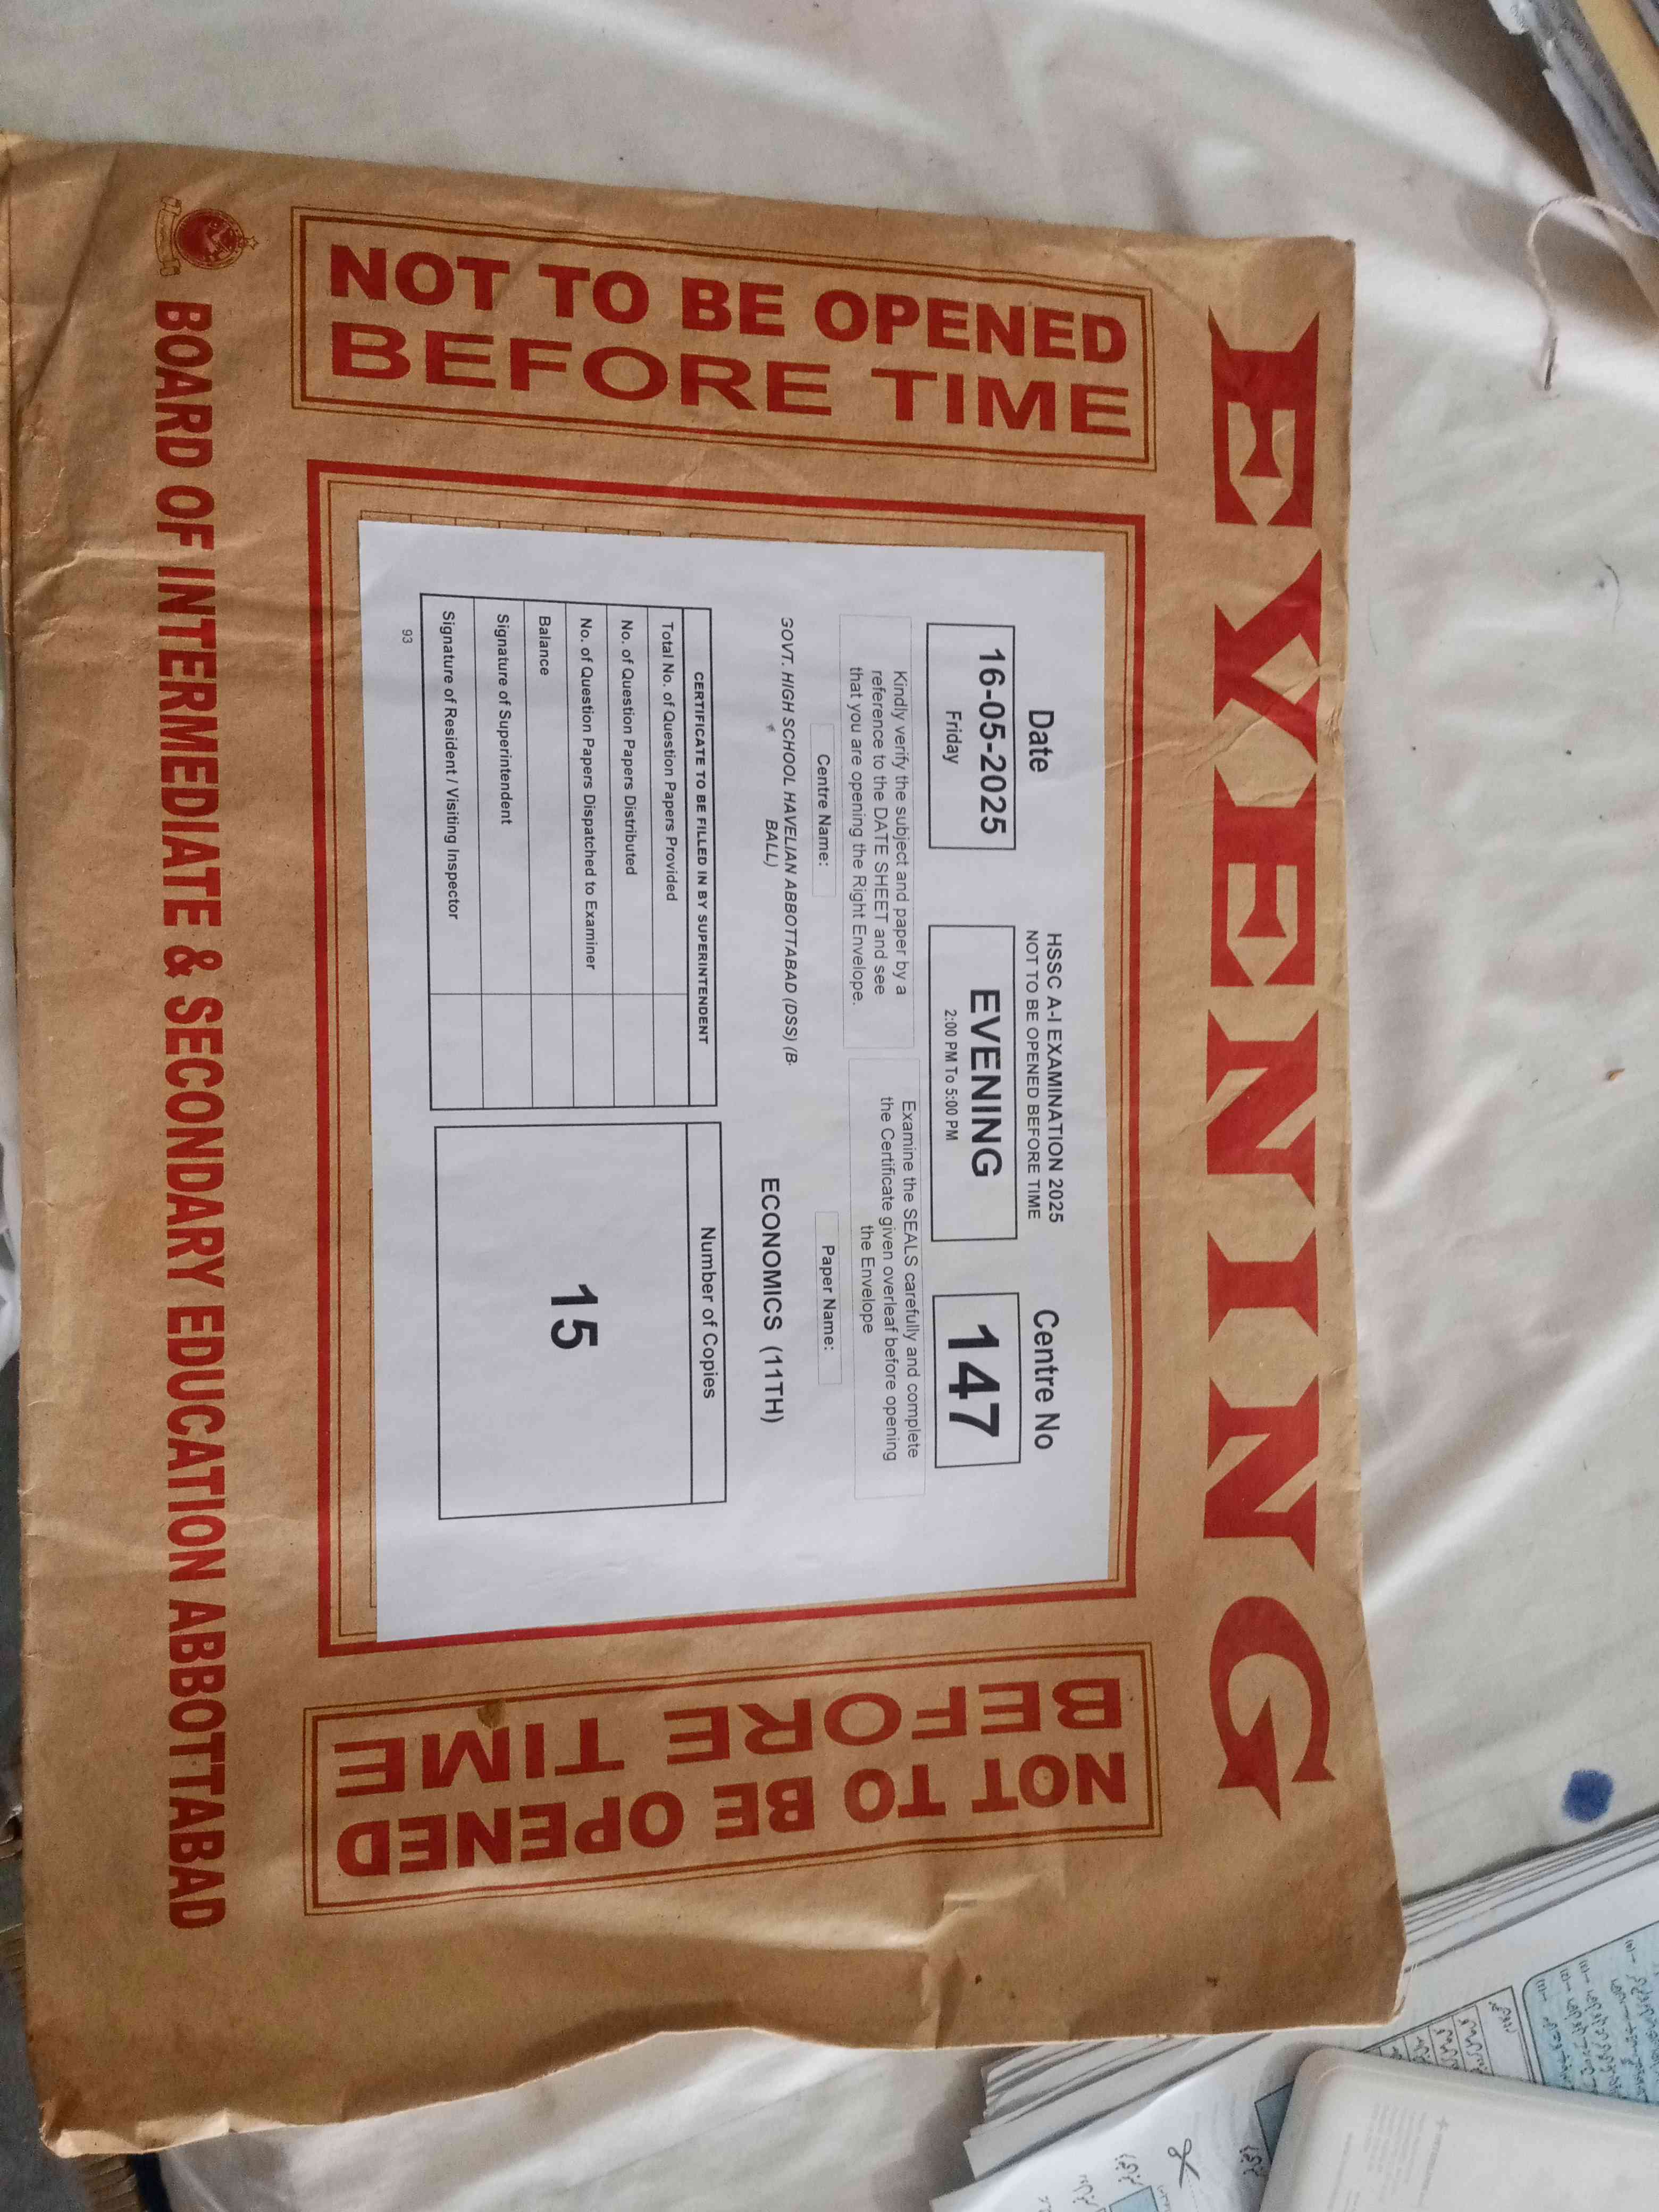 EVENING
NOT TO BE OPENED
BEFORE TIME
Date
HSSC A-I EXAMINATION 2025
NOT TO BE OPENED BEFORE TIME
Centre No
16-05-2025
Friday
EVENING
2:00 PM To 5:00 PM
147
Kindly verify the subject and paper by a
reference to the DATE SHEET and see
that you are opening the Right Envelope.
Examine the SEALS carefully and complete
the Certificate given overleaf before opening
the Envelope
Centre Name:
Paper Name:
GOVT. HIGH SCHOOL HAVELIAN ABBOTTABAD (DSS) (B-
BALL)
ECONOMICS (11TH)
CERTIFICATE TO BE FILLED IN BY SUPERINTENDENT
Total No. of Question Papers Provided
No. of Question Papers Distributed
No. of Question Papers Dispatched to Examiner
Balance
Signature of Superintendent
Signature of Resident / Visiting Inspector
Number of Copies
15
93
NOT TO BE OPENED
BEFORE TIME
BOARD OF INTERMEDIATE & SECONDARY EDUCATION ABBOTTABAD